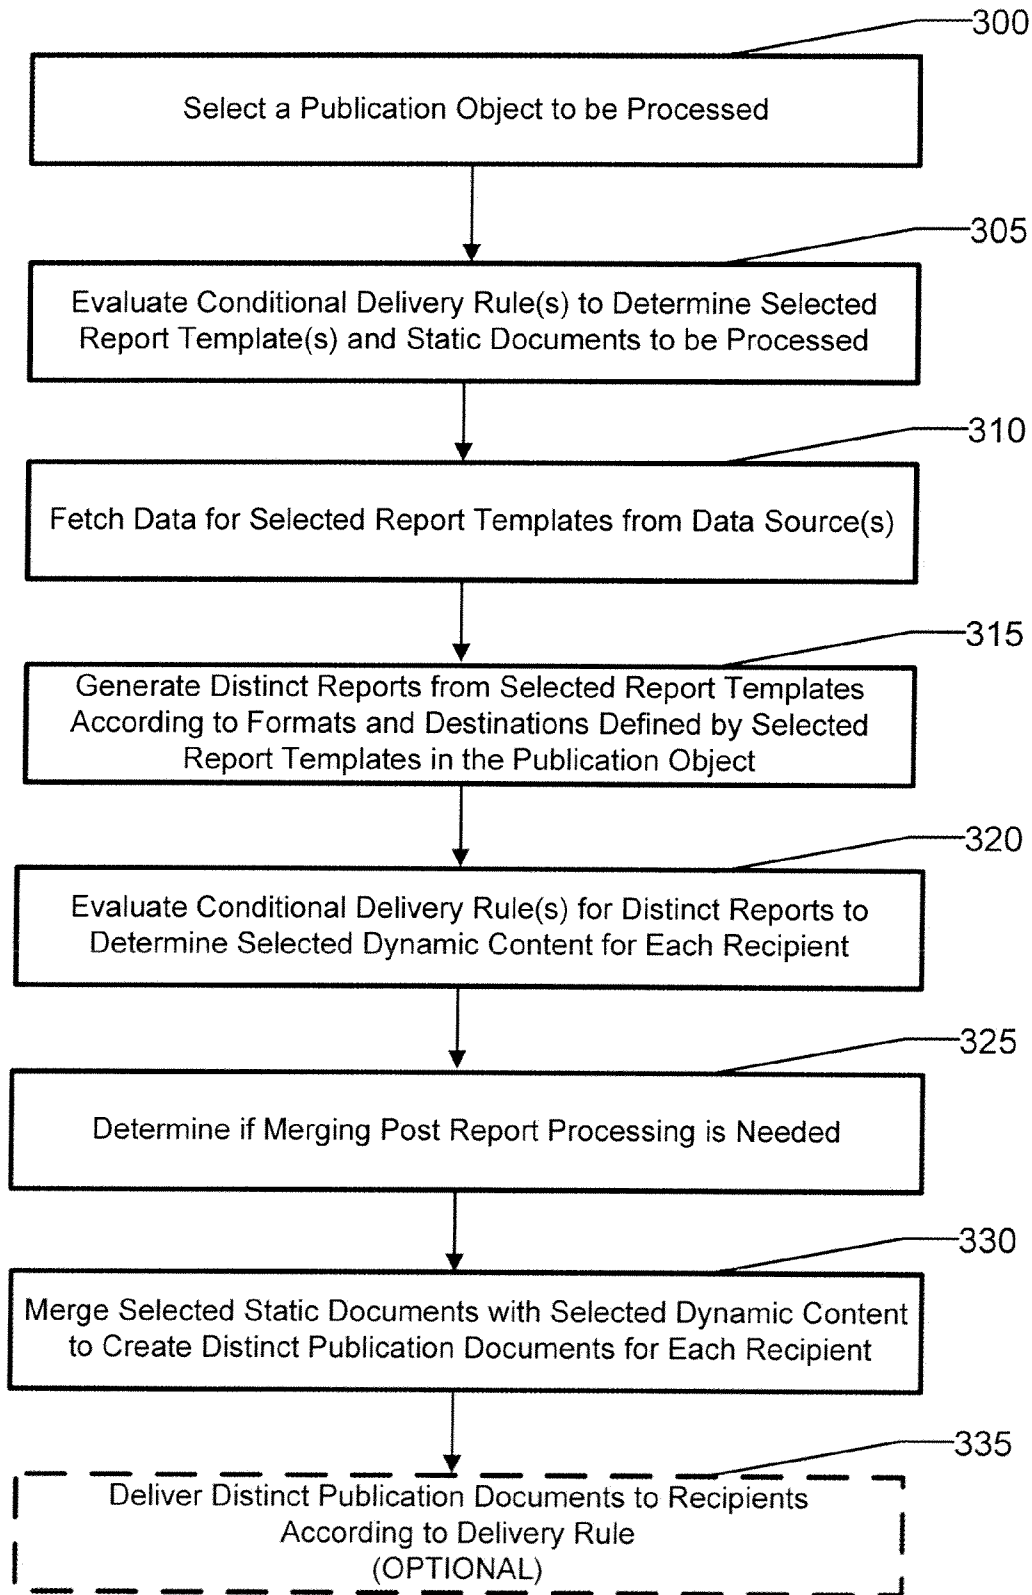 300
Select a Publication Object to be Processed
305
Evaluate Conditional Delivery Rule(s) to Determine Selected
Report Template(s) and Static Documents to be Processed
310
Fetch Data for Selected Report Templates from Data Source(s)
315
Generate Distinct Reports from Selected Report Templates
According to Formats and Destinations Defined by Selected
Report Templates in the Publication Object
320
Evaluate Conditional Delivery Rule(s) for Distinct Reports to
Determine Selected Dynamic Content for Each Recipient
325
Determine if Merging Post Report Processing is Needed
330
Merge Selected Static Documents with Selected Dynamic Content
to Create Distinct Publication Documents for Each Recipient
335
Deliver Distinct Publication Documents to Recipients
According to Delivery Rule
(OPTIONAL)